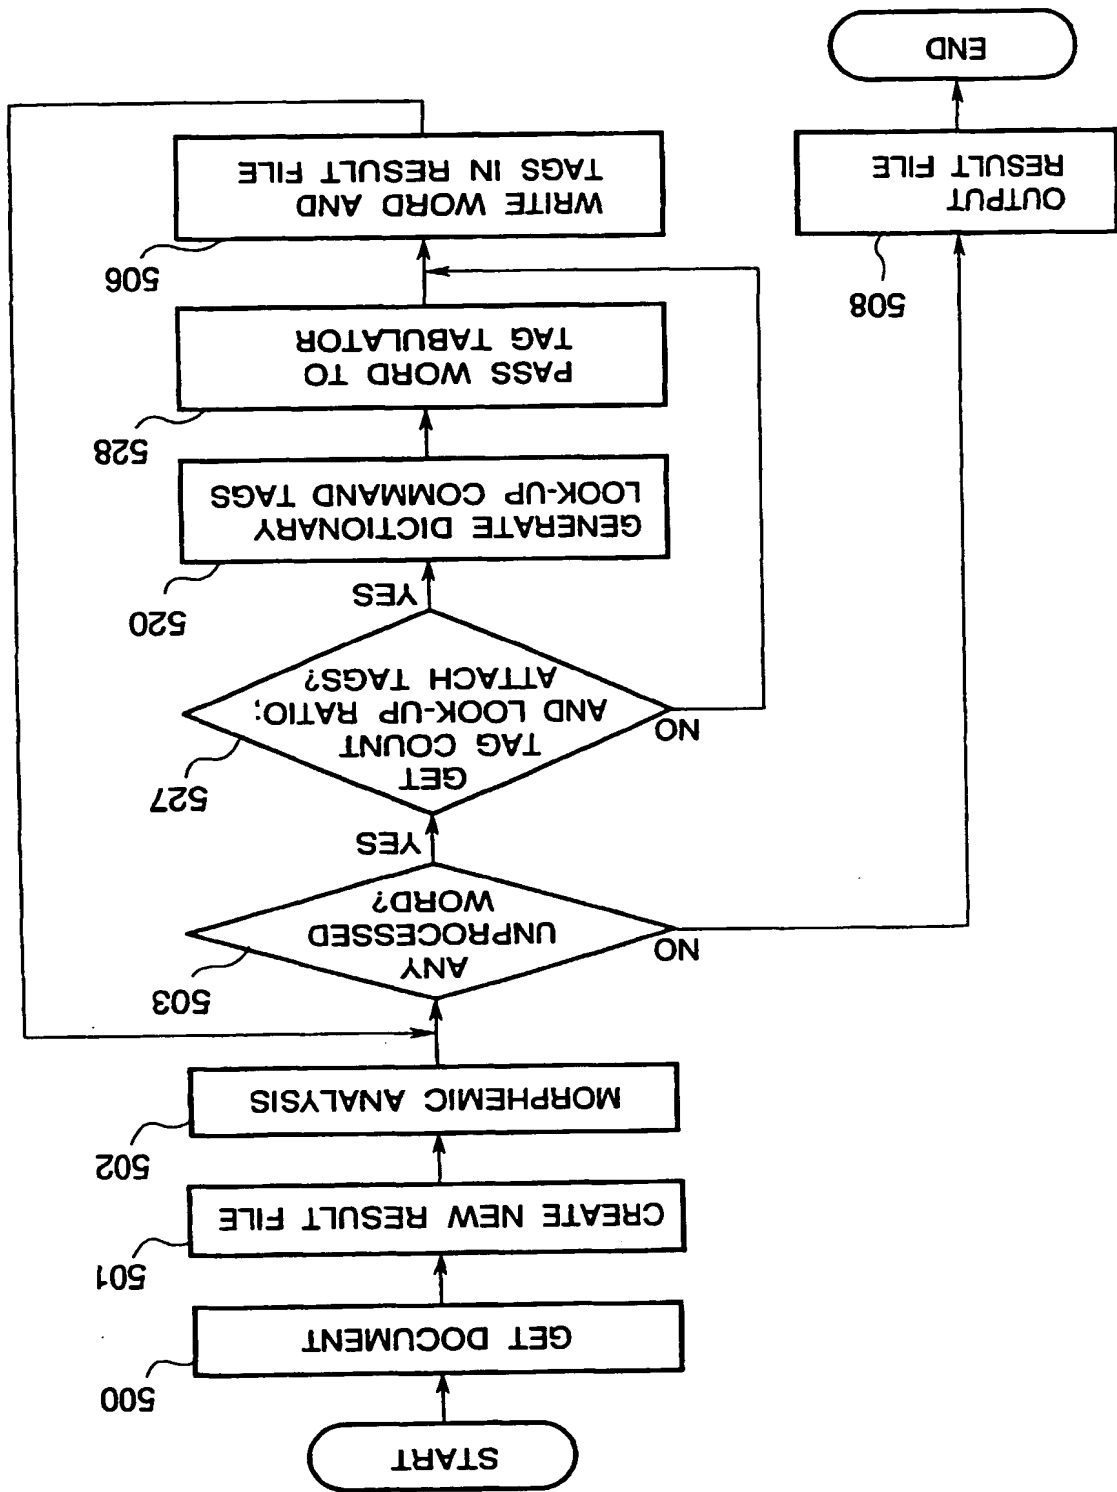 START
500
GET DOCUMENT
501
CREATE NEW RESULT FILE
502
MORPHEMIC ANALYSIS
503
ANY
UNPROCESSED
WORD?
NO
YES
527
GET
TAG COUNT
AND LOOK-UP RATIO;
ATTACH TAGS?
NO
YES
520
GENERATE DICTIONARY
LOOK-UP COMMAND TAGS
528
PASS WORD TO
TAG TABULATOR
506
WRITE WORD AND
TAGS IN RESULT FILE
508
OUTPUT
RESULT FILE
END